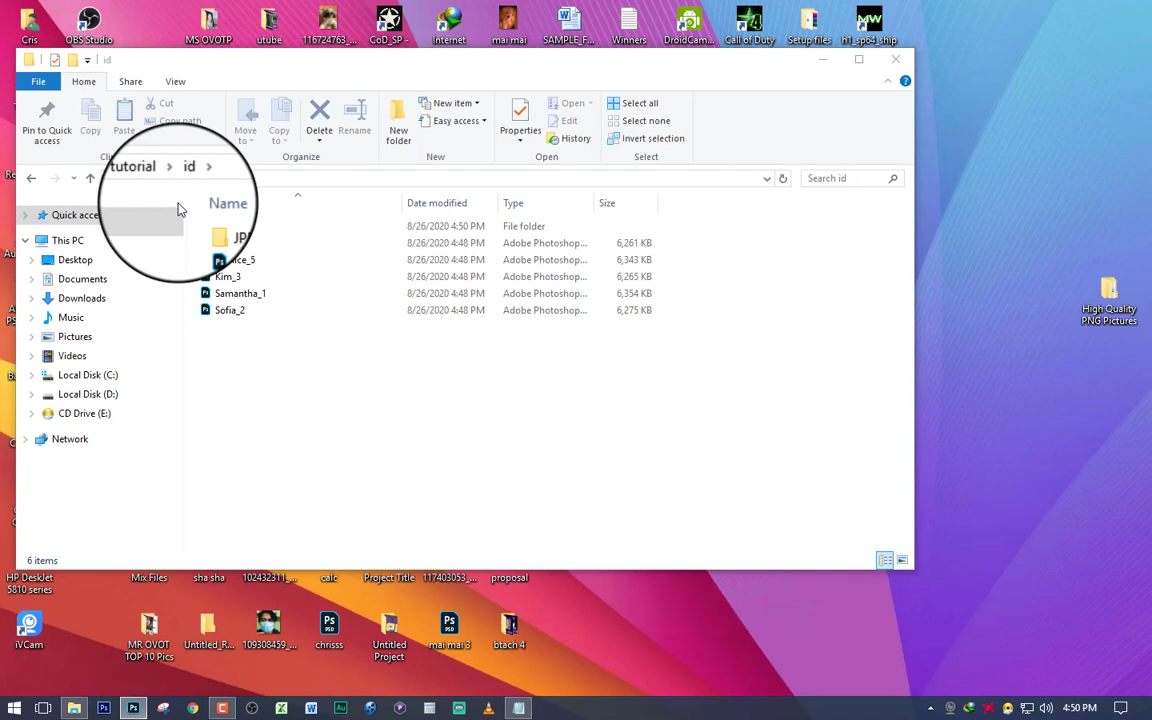 Cris
OBS Studio
MS OVOTP
utube
116724763_...
CoD_SP -
Internet
mai mai
SAMPLE_F...
Winners
DroidCam...
Call of Duty
Setup files
h1_sp64_ship
id
File
Home
Share
View
Pin to Quick access
Copy
Paste
Cut
Copy path
Move to
Copy to
Delete
Rename
New folder
New item
Easy access
Properties
Open
Edit
History
Select all
Select none
Invert selection
Organize
New
Open
Select
tutorial > id >
Search id
Name
Date modified
Type
Size
8/26/2020 4:50 PM File folder
8/26/2020 4:48 PM Adobe Photoshop... 6,261 KB
8/26/2020 4:48 PM Adobe Photoshop... 6,343 KB
Kim_3 8/26/2020 4:48 PM Adobe Photoshop... 6,265 KB
Samantha_1 8/26/2020 4:48 PM Adobe Photoshop... 6,354 KB
Sofia_2 8/26/2020 4:48 PM Adobe Photoshop... 6,275 KB
This PC
Desktop
Documents
Downloads
Music
Pictures
Videos
Local Disk (C:)
Local Disk (D:)
CD Drive (E:)
Network
6 items
High Quality PNG Pictures
HP DeskJet 5810 series
Mix Files
sha sha
102432311_...
calc
Project Title
117403053_...
proposal
iVCam
MR OVOT TOP 10 Pics
Untitled_R...
109308459_...
chrisss
Untitled Project
mai mai 3
btach 4
4:50 PM